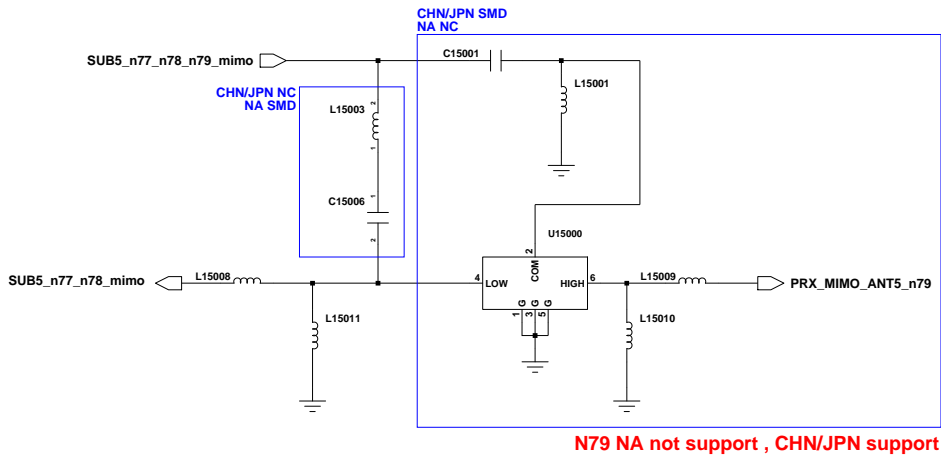 CHN/JPN SMD
NA NC
SUB5_n77_n78_n79_mimo
C15001
L15001
CHN/JPN NC
NA SMD
2
L15003
1
1
C15006
2
U15000
2
COM
SUB5_n77_n78_mimo
L15008
4
LOW
HIGH
6
L15009
PRX_MIMO_ANT5_n79
G G G
1 3 5
L15011
L15010
N79 NA not support , CHN/JPN support